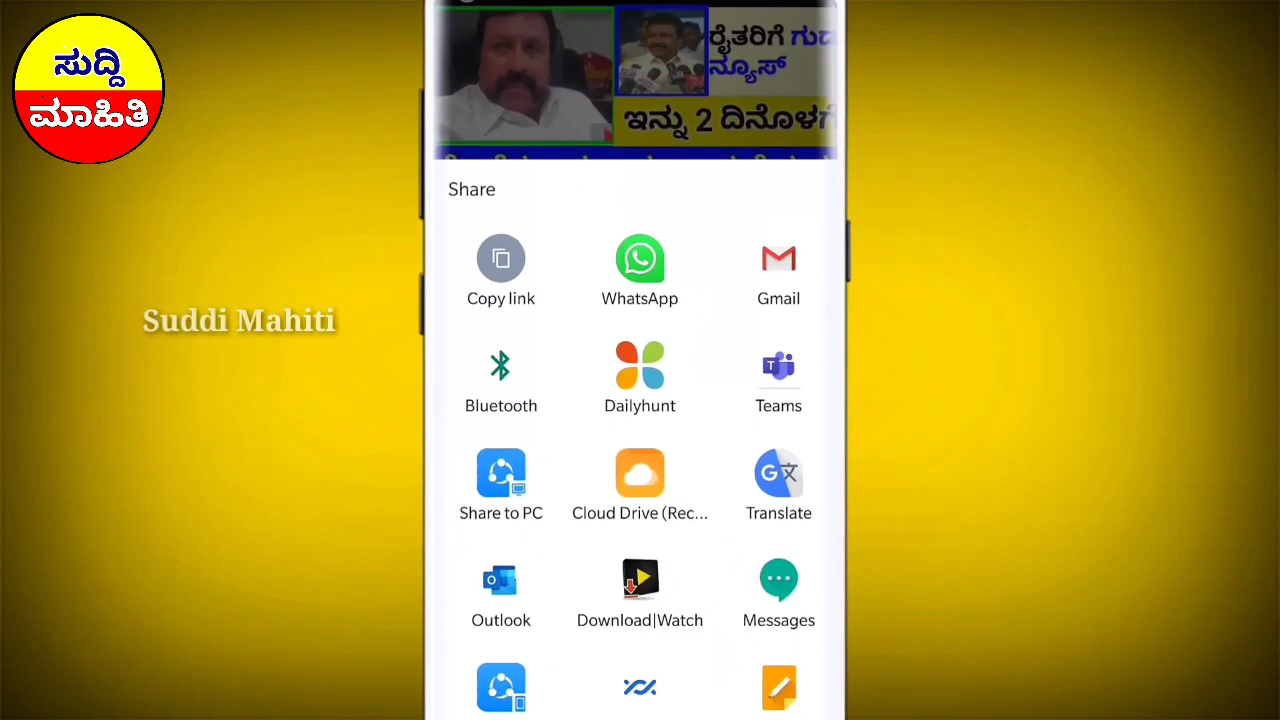 ಸುದ್ದಿ
ಮಾಹಿತಿ
ರೈತರಿಗೆ ಗುಡ
ನ್ಯೂಸ್
ಇನ್ನು 2 ದಿನೊಳಗೆ
Share
Copy link
WhatsApp
Gmail
Suddi Mahiti
Bluetooth
Dailyhunt
Teams
Share to PC
Cloud Drive (Rec...
Translate
Outlook
Download|Watch
Messages